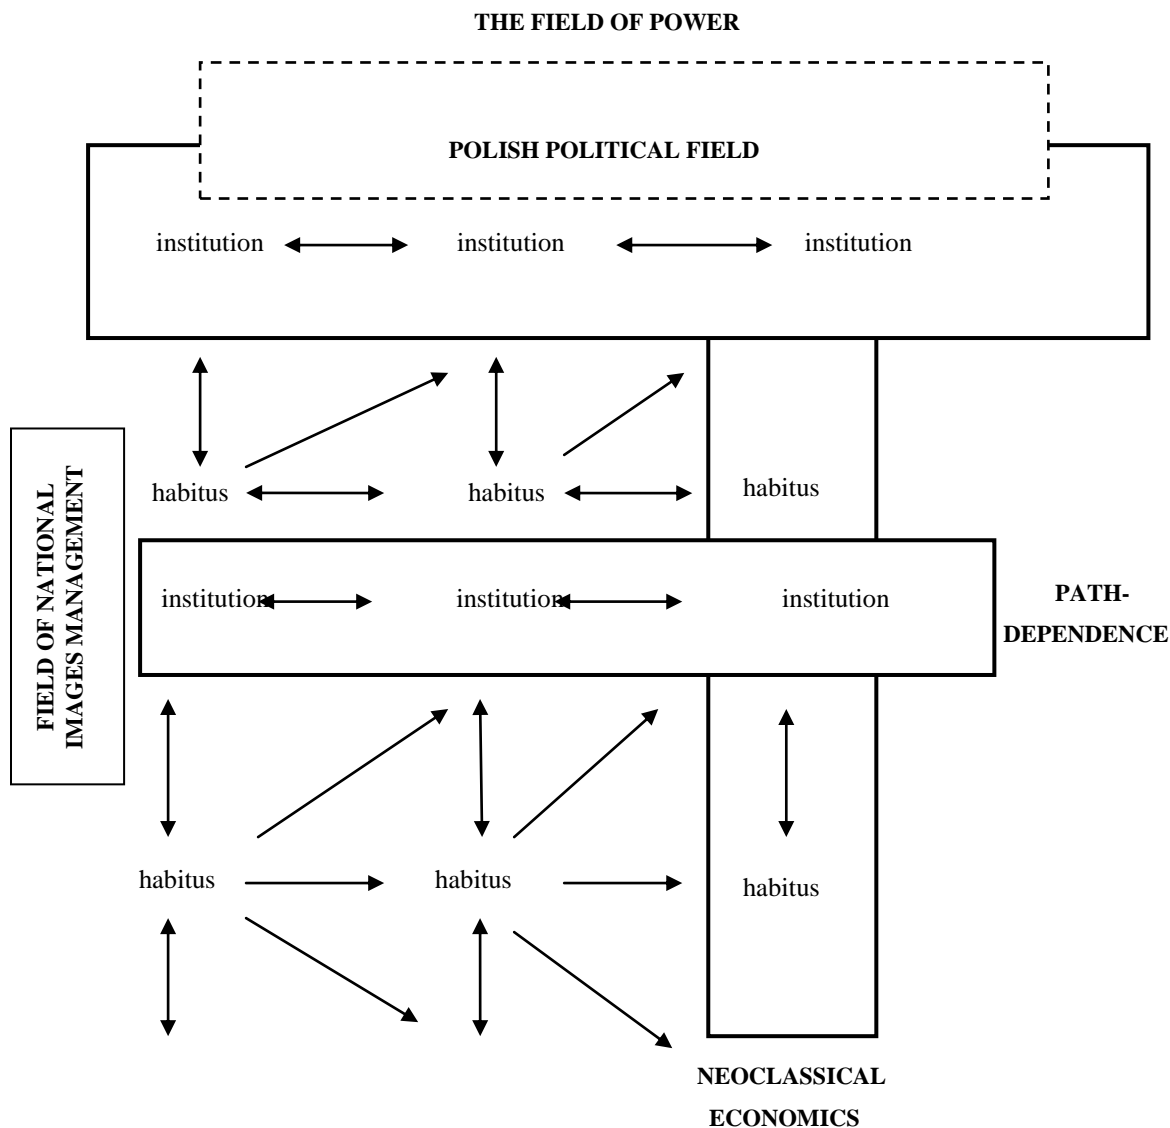 THE FIELD OF POWER
POLISH POLITICAL FIELD
institution institution institution
habitus habitus habitus
FIELD OF NATIONAL
IMAGES MANAGEMENT
institution institution institution
PATH-
DEPENDENCE
habitus habitus habitus
NEOCLASSICAL
ECONOMICS